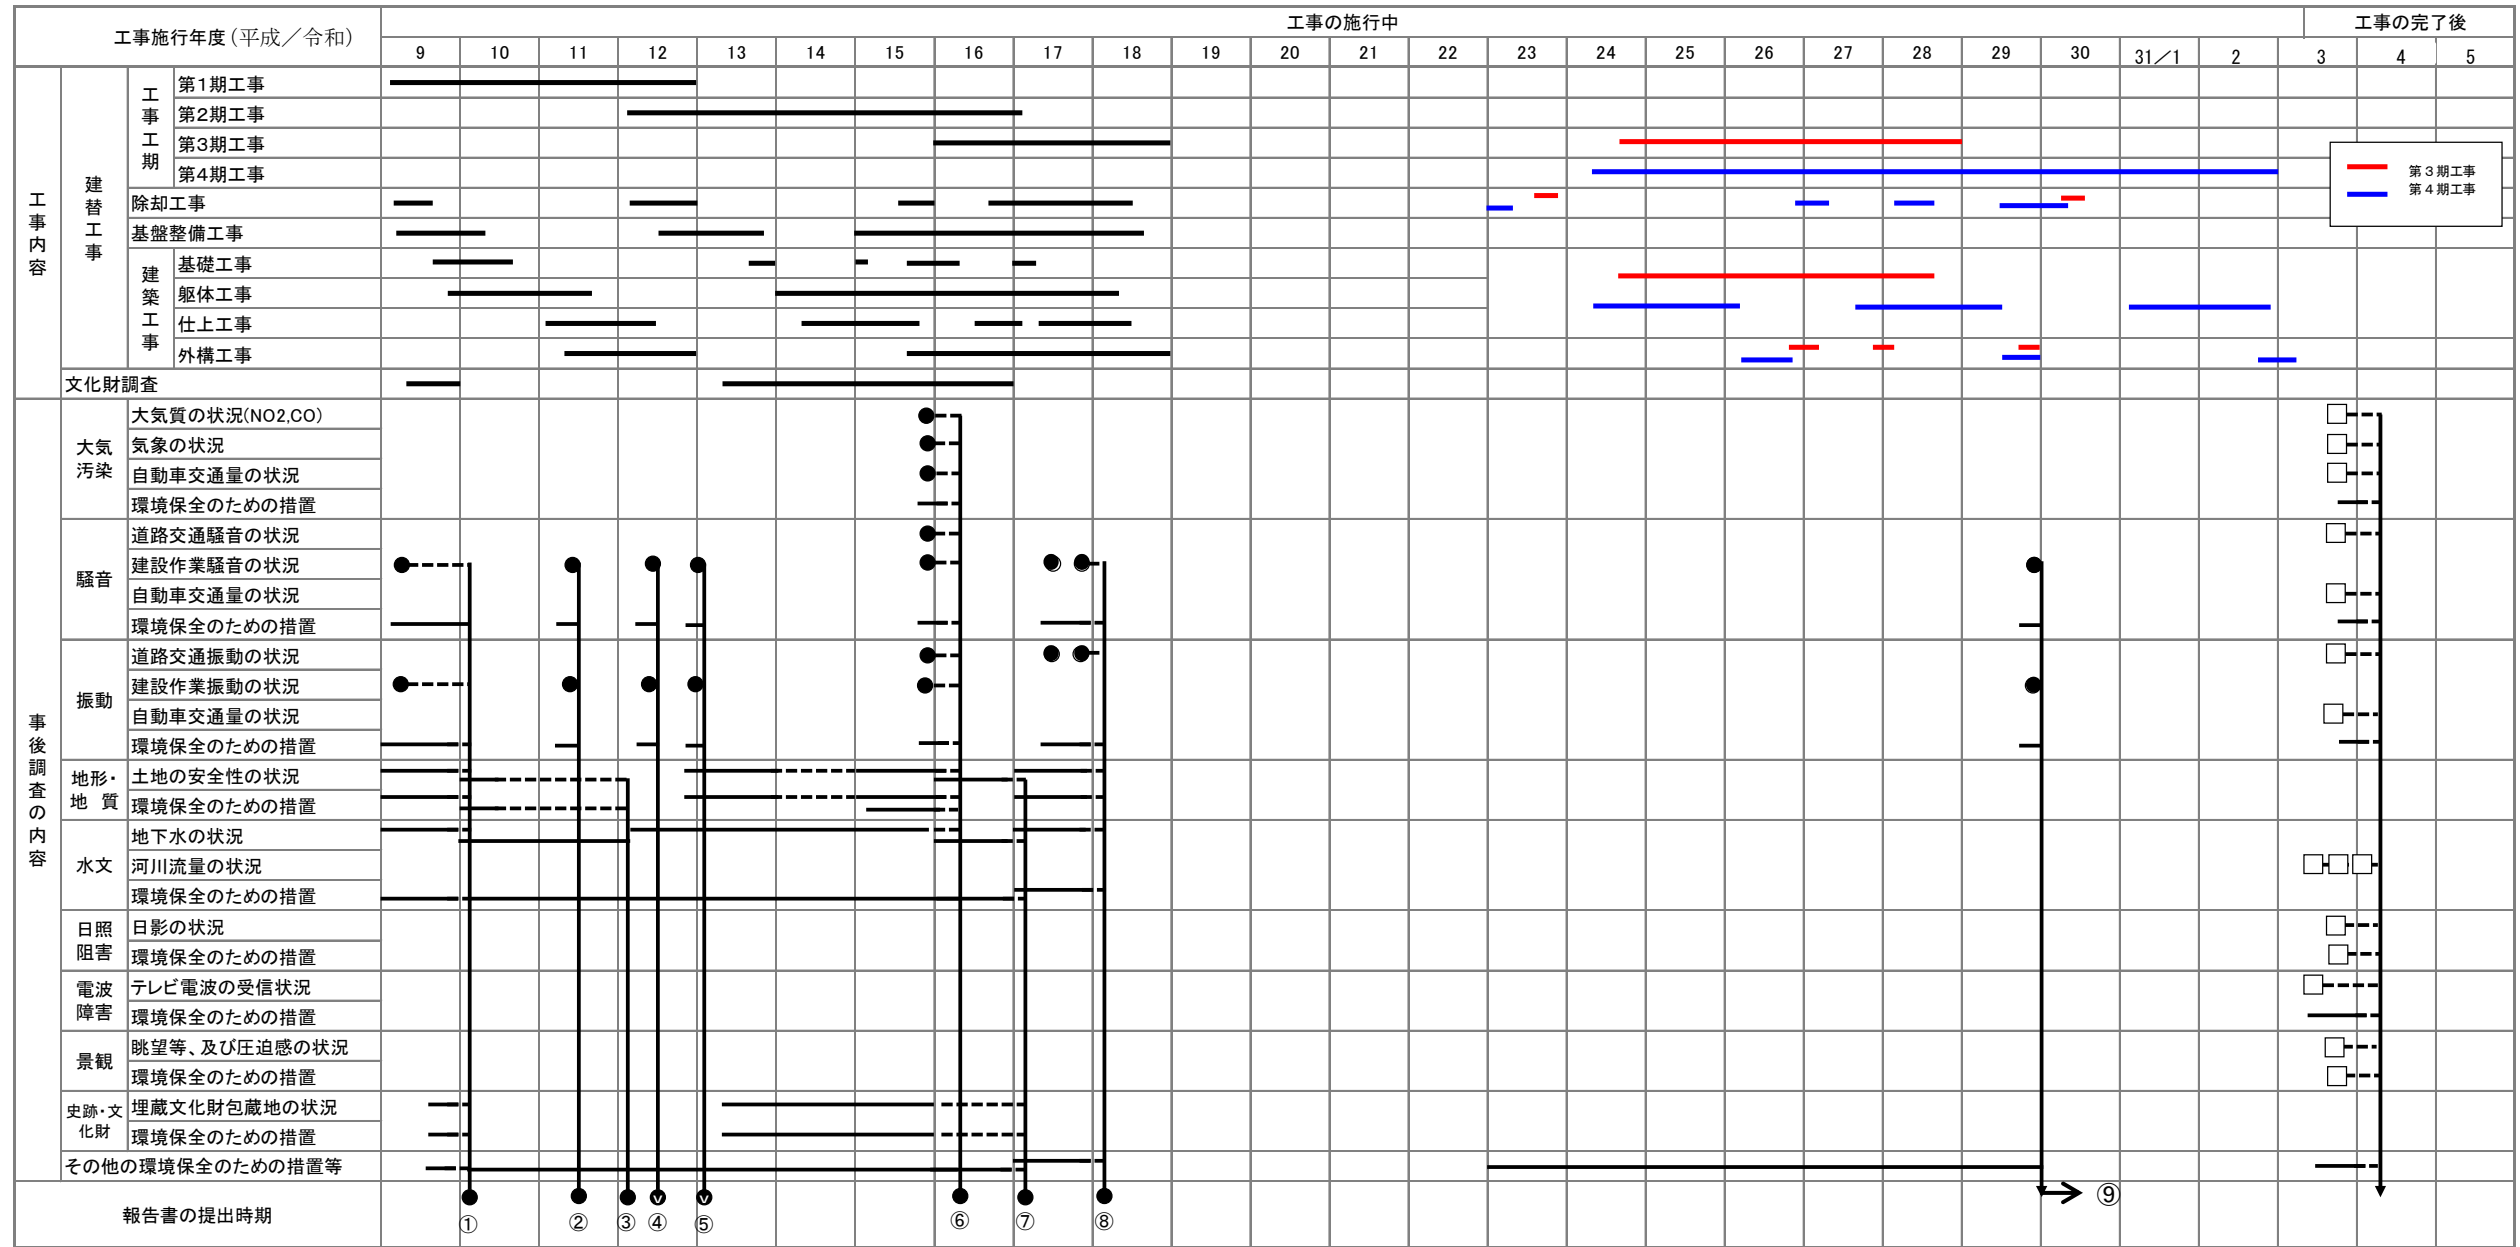 工事施行年度(平成／令和)
工事の施行中
工事の完了後
9 10 11 12 13 14 15 16 17 18 19 20 21 22 23 24 25 26 27 28 29 30 31／1 2 3 4 5
工事内容
建替工事
工事工期
第1期工事
第2期工事
第3期工事
第4期工事
除却工事
基盤整備工事
建築工事
基礎工事
躯体工事
仕上工事
外構工事
文化財調査
第３期工事
第４期工事
事後調査の内容
大気
汚染
大気質の状況(NO2,CO)
気象の状況
自動車交通量の状況
環境保全のための措置
騒音
道路交通騒音の状況
建設作業騒音の状況
自動車交通量の状況
環境保全のための措置
振動
道路交通振動の状況
建設作業振動の状況
自動車交通量の状況
環境保全のための措置
地形・
地　質
土地の安全性の状況
環境保全のための措置
水文
地下水の状況
河川流量の状況
環境保全のための措置
日照
阻害
日影の状況
環境保全のための措置
電波
障害
テレビ電波の受信状況
環境保全のための措置
景観
眺望等、及び圧迫感の状況
環境保全のための措置
史跡・文
化財
埋蔵文化財包蔵地の状況
環境保全のための措置
その他の環境保全のための措置等
報告書の提出時期
v v
① ② ③ ④ ⑤ ⑥ ⑦ ⑧ ⑨